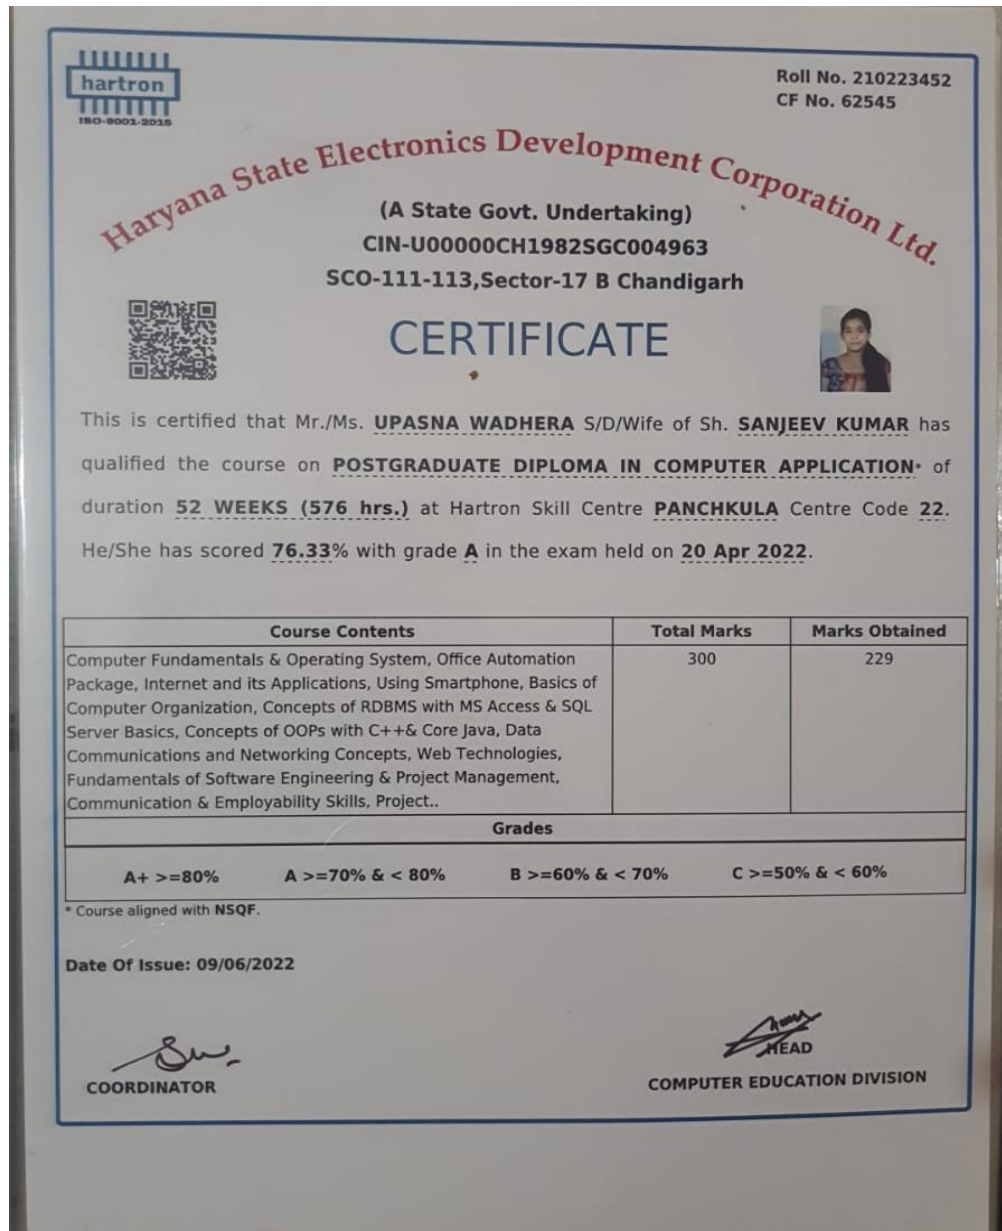 hartron
ISO-9001-2015
Roll No. 210223452
CF No. 62545
Haryana State Electronics Development Corporation Ltd.
(A State Govt. Undertaking)
CIN-U00000CH1982SGC004963
SCO-111-113,Sector-17 B Chandigarh
CERTIFICATE
This is certified that Mr./Ms. UPASNA WADHERA S/D/Wife of Sh. SANJEEV KUMAR has
qualified the course on POSTGRADUATE DIPLOMA IN COMPUTER APPLICATION* of
duration 52 WEEKS (576 hrs.) at Hartron Skill Centre PANCHKULA Centre Code 22.
He/She has scored 76.33% with grade A in the exam held on 20 Apr 2022.
Course Contents Total Marks Marks Obtained
Computer Fundamentals & Operating System, Office Automation 300 229
Package, Internet and its Applications, Using Smartphone, Basics of
Computer Organization, Concepts of RDBMS with MS Access & SQL
Server Basics, Concepts of OOPs with C++& Core Java, Data
Communications and Networking Concepts, Web Technologies,
Fundamentals of Software Engineering & Project Management,
Communication & Employability Skills, Project..
Grades
A+ >=80% A >=70% & < 80% B >=60% & < 70% C >=50% & < 60%
* Course aligned with NSQF.
Date Of Issue: 09/06/2022
COORDINATOR
HEAD
COMPUTER EDUCATION DIVISION